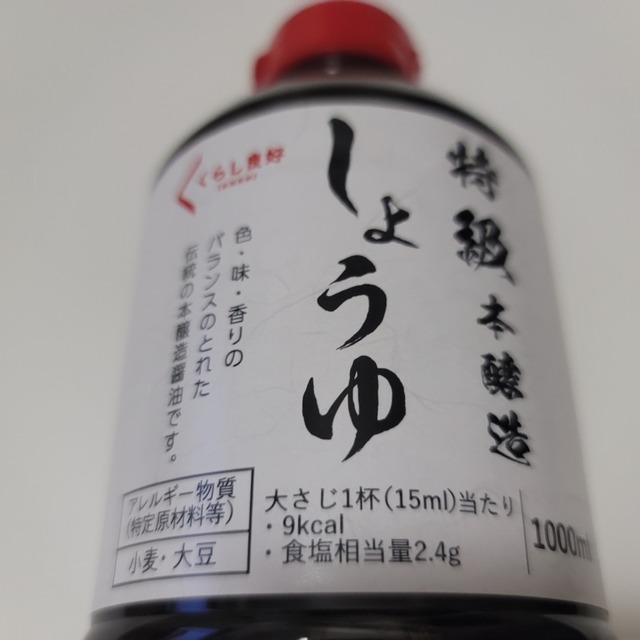 くらし良好
特級本醸造
しょうゆ
色・味・香りの
バランスのとれた
伝統の本醸造醤油です。
アレルギー物質
(特定原材料等)
小麦・大豆
大さじ1杯(15ml)当たり
・9kcal
・食塩相当量2.4g
1000ml